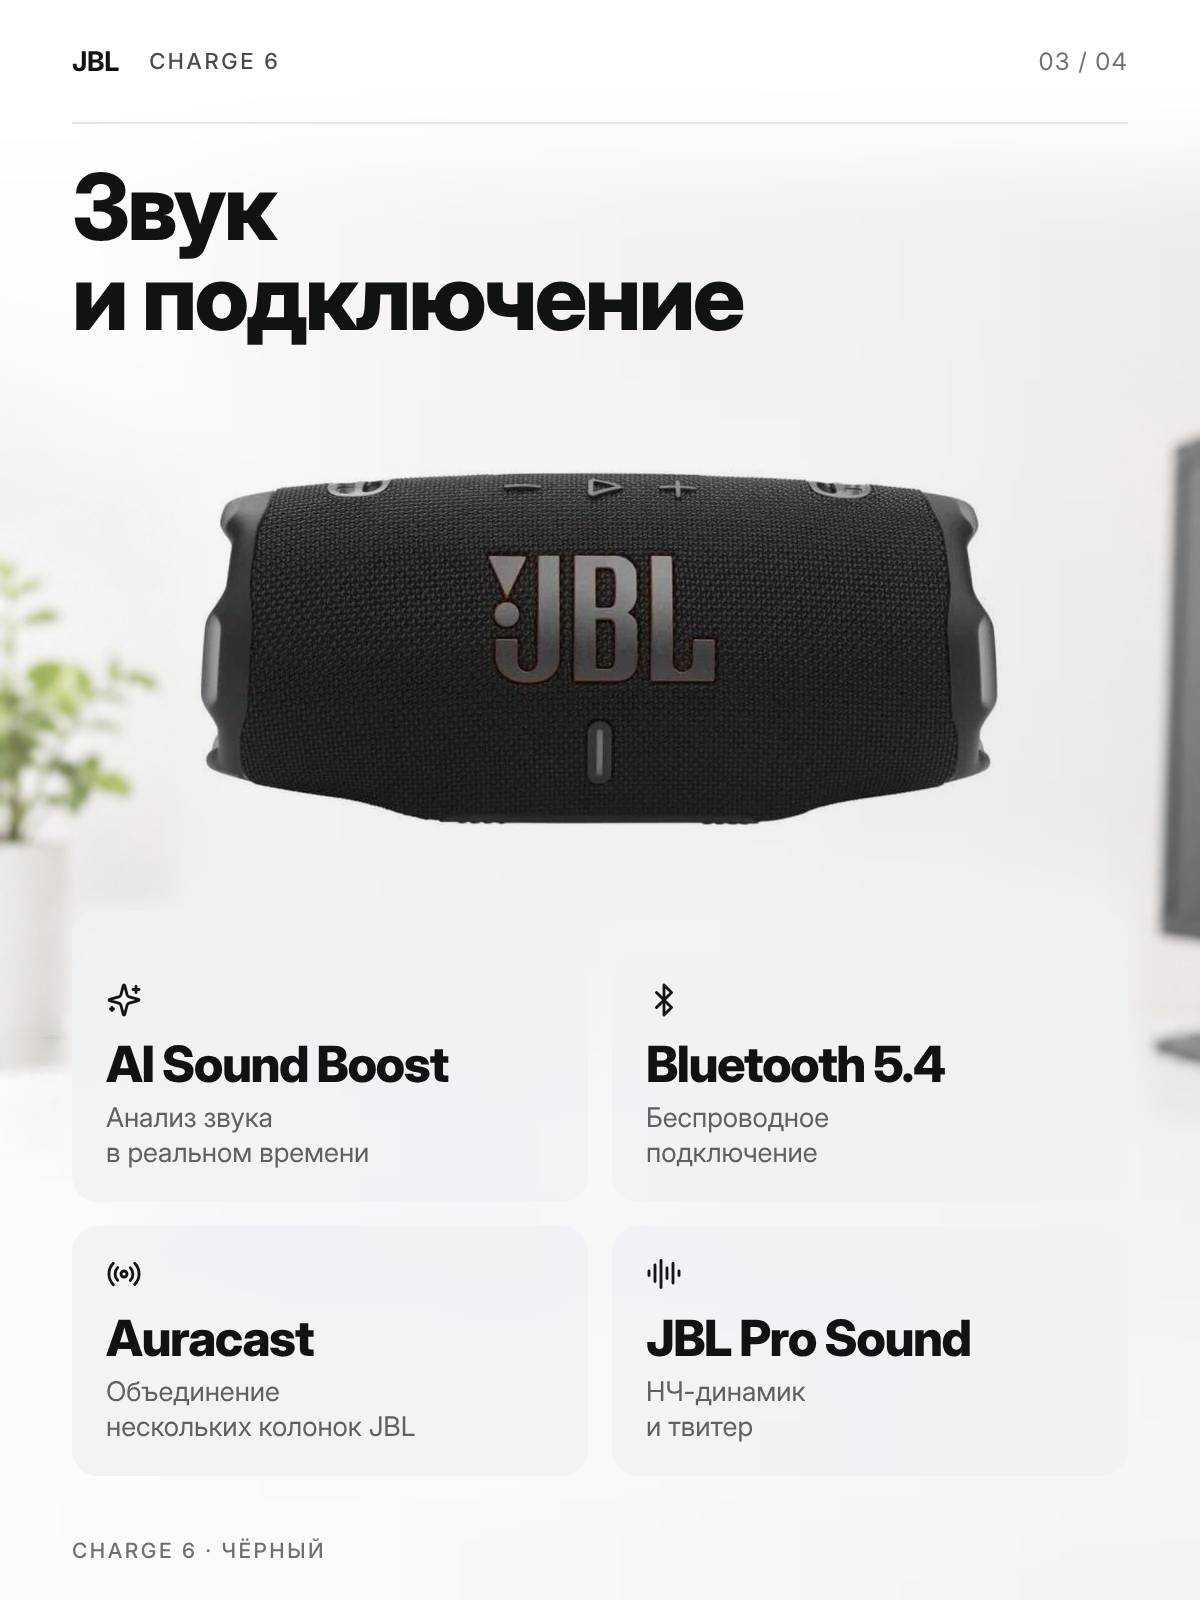 JBL CHARGE 6
03 / 04
Звук
и подключение
JBL
AI Sound Boost
Анализ звука
в реальном времени
Bluetooth 5.4
Беспроводное
подключение
Auracast
Объединение
нескольких колонок JBL
JBL Pro Sound
НЧ-динамик
и твитер
CHARGE 6 · ЧЁРНЫЙ